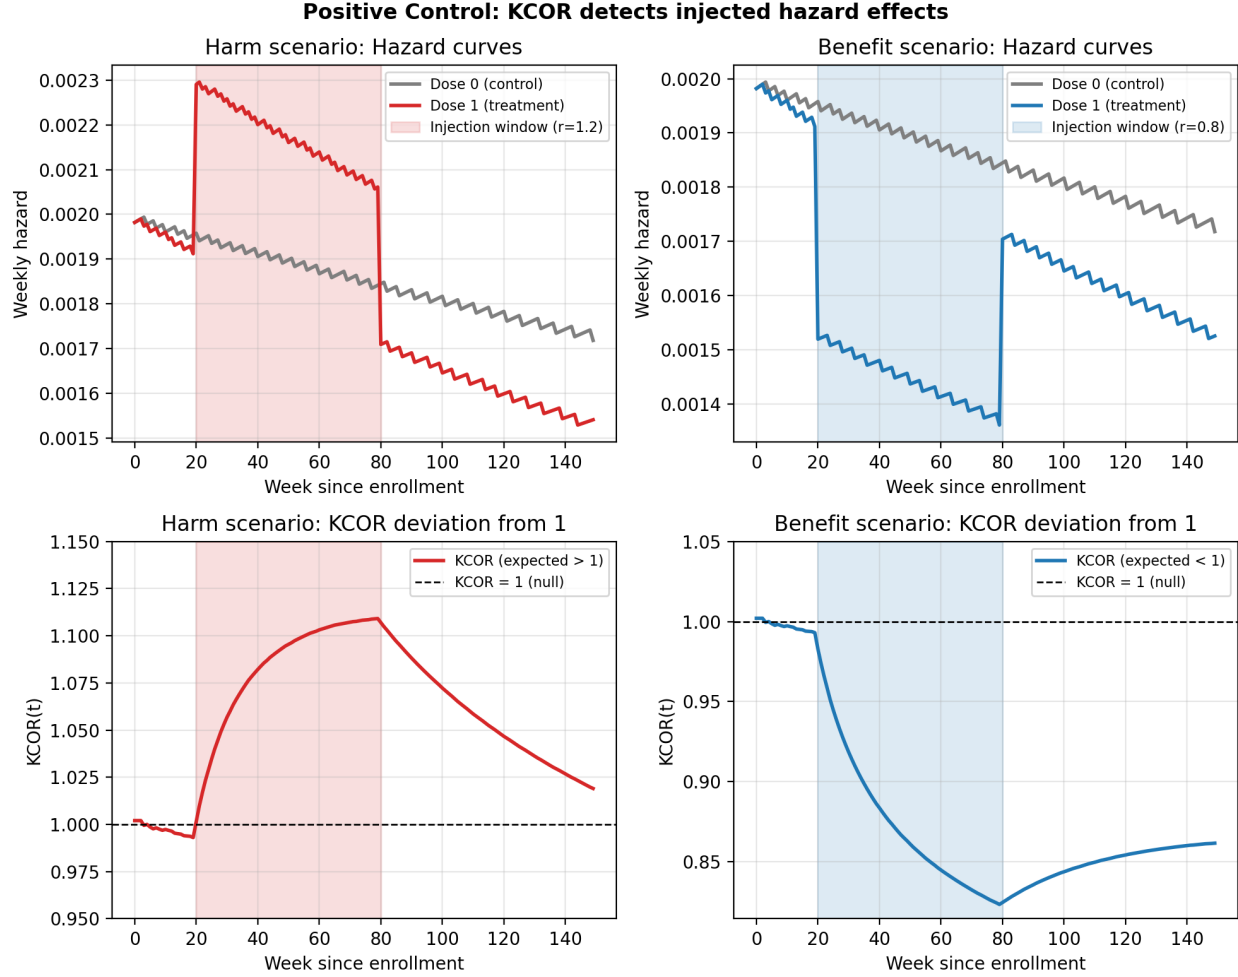 Positive Control: KCOR detects injected hazard effects
Harm scenario: Hazard curves
Weekly hazard
0.0023
0.0022
0.0021
0.0020
0.0019
0.0018
0.0017
0.0016
0.0015
Dose 0 (control)
Dose 1 (treatment)
Injection window (r=1.2)
0 20 40 60 80 100 120 140
Week since enrollment
Benefit scenario: Hazard curves
Weekly hazard
0.0020
0.0019
0.0018
0.0017
0.0016
0.0015
0.0014
Dose 0 (control)
Dose 1 (treatment)
Injection window (r=0.8)
0 20 40 60 80 100 120 140
Week since enrollment
Harm scenario: KCOR deviation from 1
KCOR(t)
1.150
1.125
1.100
1.075
1.050
1.025
1.000
0.975
0.950
KCOR (expected > 1)
KCOR = 1 (null)
0 20 40 60 80 100 120 140
Week since enrollment
Benefit scenario: KCOR deviation from 1
KCOR(t)
1.05
1.00
0.95
0.90
0.85
KCOR (expected < 1)
KCOR = 1 (null)
0 20 40 60 80 100 120 140
Week since enrollment